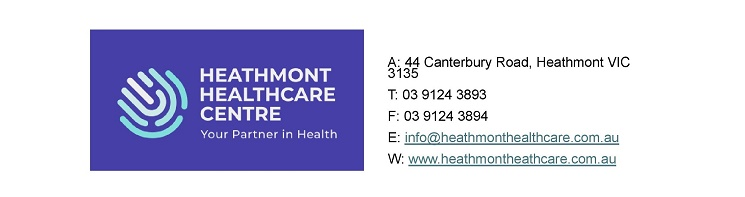 HEATHMONT
HEALTHCARE
CENTRE
Your Partner in Health
A: 44 Canterbury Road, Heathmont VIC
3135
T: 03 9124 3893
F: 03 9124 3894
E: info@heathmonthealthcare.com.au
W: www.heathmontheathcare.com.au